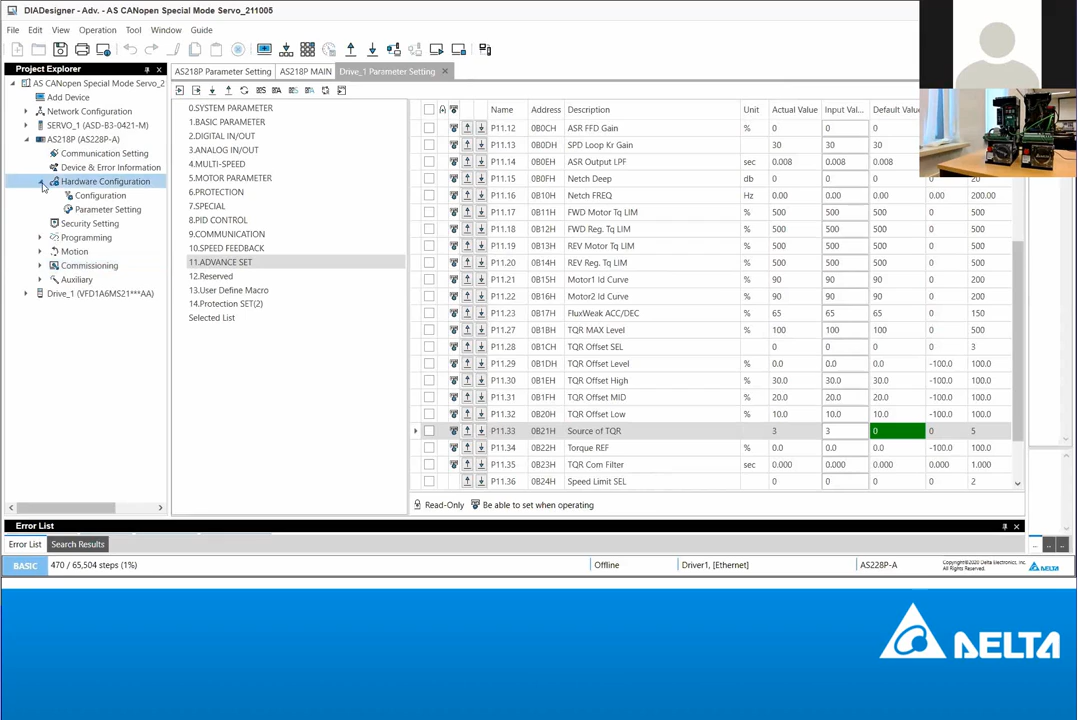 DIADesigner - Adv. - AS CANopen Special Mode Servo_211005
File Edit View Operation Tool Window Guide
Project Explorer
AS CANopen Special Mode Servo_2
Add Device
Network Configuration
SERVO_1 (ASD-B3-0421-M)
AS218P (AS228P-A)
Communication Setting
Device & Error Information
Hardware Configuration
Configuration
Parameter Setting
Security Setting
Programming
Motion
Commissioning
Auxiliary
Drive_1 (VFD1A6MS21***AA)
AS218P Parameter Setting AS218P MAIN Drive_1 Parameter Setting
0.SYSTEM PARAMETER
1.BASIC PARAMETER
2.DIGITAL IN/OUT
3.ANALOG IN/OUT
4.MULTI-SPEED
5.MOTOR PARAMETER
6.PROTECTION
7.SPECIAL
8.PID CONTROL
9.COMMUNICATION
10.SPEED FEEDBACK
11.ADVANCE SET
12.Reserved
13.User Define Macro
14.Protection SET(2)
Selected List
Name Address Description Unit Actual Value Input Val... Default Value
P11.12 0B0CH ASR FFD Gain % 0 0 0
P11.13 0B0DH SPD Loop Kr Gain 30 30 30
P11.14 0B0EH ASR Output LPF sec 0.008 0.008 0.008
P11.15 0B0FH Netch Deep db 0 0 0 0 20
P11.16 0B0H Netch FREQ Hz 0.00 0.00 0.00 0.00 200.00
P11.17 0B11H FWD Motor Tq LIM % 500 500 500 0 500
P11.18 0B12H FWD Reg. Tq LIM % 500 500 500 0 500
P11.19 0B13H REV Motor Tq LIM % 500 500 500 0 500
P11.20 0B14H REV Reg. Tq LIM % 500 500 500 0 500
P11.21 0B15H Motor1 Id Curve % 90 90 90 0 200
P11.22 0B16H Motor2 Id Curve % 90 90 90 0 200
P11.23 0B17H FluxWeak ACC/DEC % 65 65 65 0 150
P11.27 0B1BH TQR MAX Level % 100 100 100 0 500
P11.28 0B1CH TQR Offset SEL 0 0 0 0 3
P11.29 0B1DH TQR Offset Level % 0.0 0.0 0.0 -100.0 100.0
P11.30 0B1EH TQR Offset High % 30.0 30.0 30.0 -100.0 100.0
P11.31 0B1FH TQR Offset MID % 20.0 20.0 20.0 -100.0 100.0
P11.32 0B20H TQR Offset Low % 10.0 10.0 10.0 -100.0 100.0
P11.33 0B21H Source of TQR 3 3 0 0 5
P11.34 0B22H Torque REF % 0.0 0.0 0.0 -100.0 100.0
P11.35 0B23H TQR Com Filter sec 0.000 0.000 0.000 0.000 1.000
P11.36 0B24H Speed Limit SEL 0 0 0 0 2
Read-Only Be able to set when operating
Error List
Error List Search Results
BASIC 470 / 65,504 steps (1%) Offline Driver1, [Ethernet] AS228P-A Copyright©2020 Delta Electronics, Inc. All Rights Reserved. DELTA
DELTA